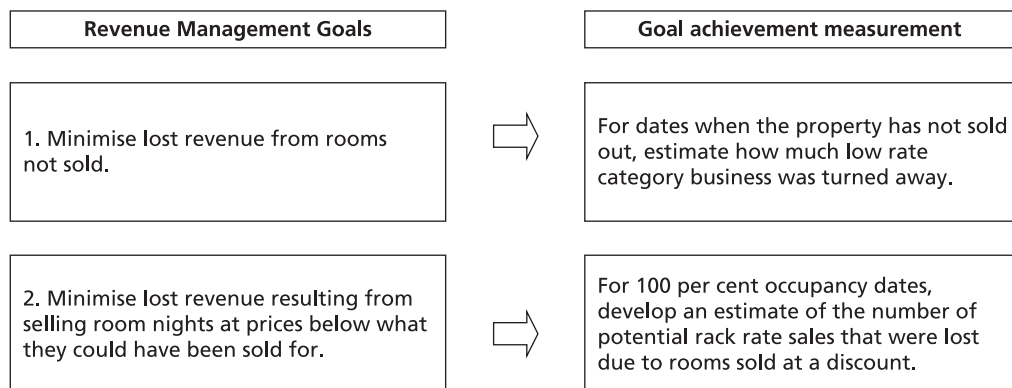 Revenue Management Goals
Goal achievement measurement
1. Minimise lost revenue from rooms
not sold.
For dates when the property has not sold
out, estimate how much low rate
category business was turned away.
2. Minimise lost revenue resulting from
selling room nights at prices below what
they could have been sold for.
For 100 per cent occupancy dates,
develop an estimate of the number of
potential rack rate sales that were lost
due to rooms sold at a discount.